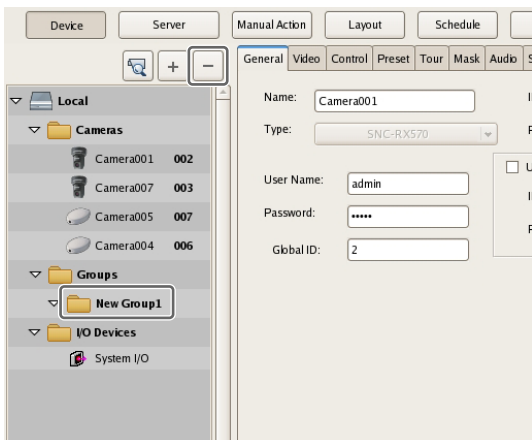 Device Server Manual Action Layout Schedule
+ −
General Video Control Preset Tour Mask Audio S
Local
Cameras
Camera001 002
Camera007 003
Camera005 007
Camera004 006
Groups
New Group1
I/O Devices
System I/O
Name: Camera001
Type: SNC-RX570
User Name: admin
Password: •••••
Global ID: 2